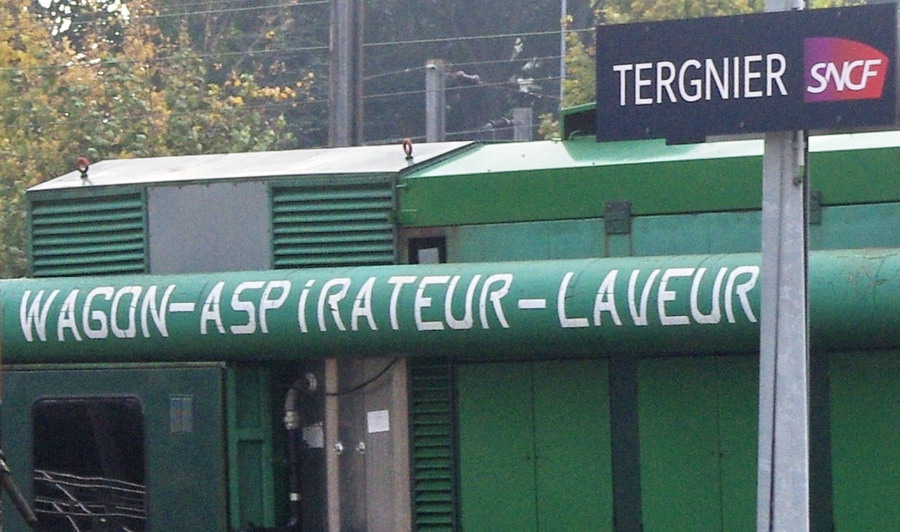 TERGNIER SNCF
WAGON-ASPiRATEUR-LAVEUR